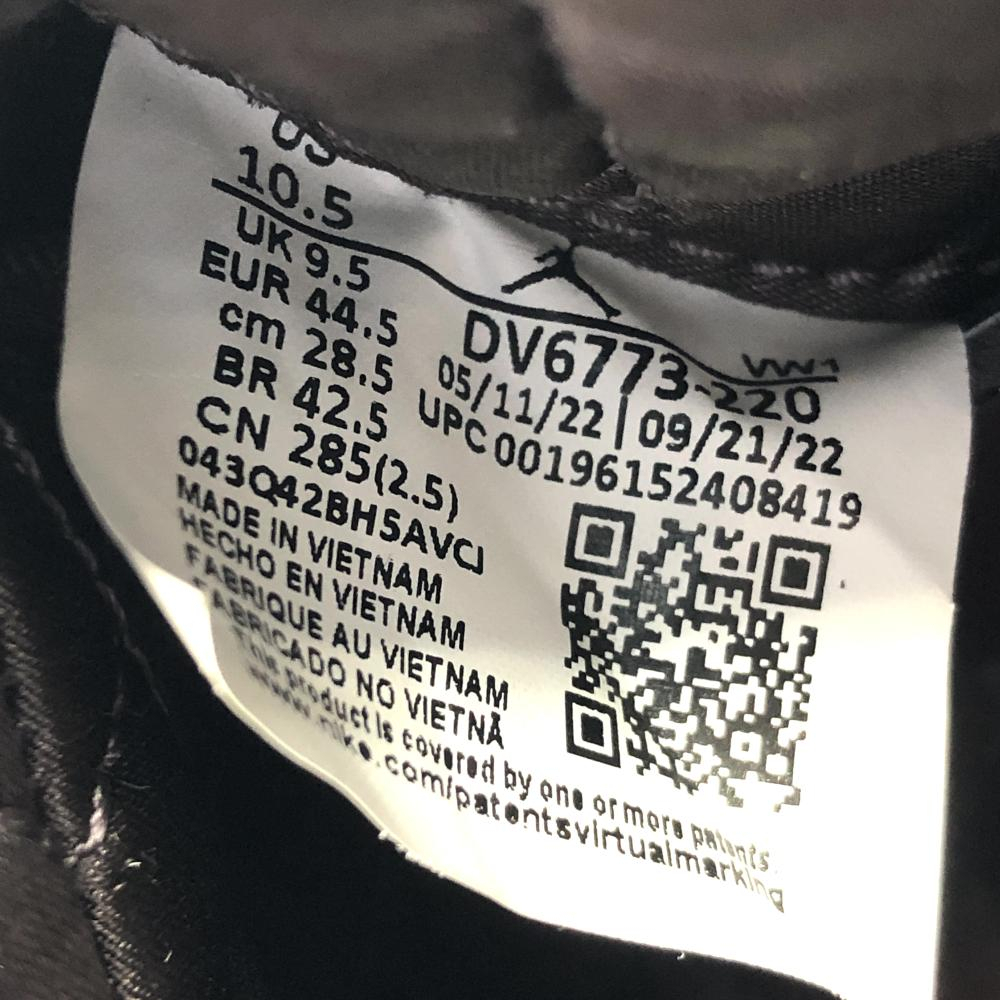 US
10.5
UK 9.5
EUR 44.5
cm 28.5
BR 42.5
CN 285(2.5)
043Q42BH5AVCJ
MADE IN VIETNAM
HECHO EN VIETNAM
FABRIQUE AU VIETNAM
FABRICADO NO VIETNÃ
This product is covered by one or more patents.
www.nike.com/patentsvirtualmarking
VW1
DV6773-220
05/11/22 | 09/21/22
UPC 00196152408419